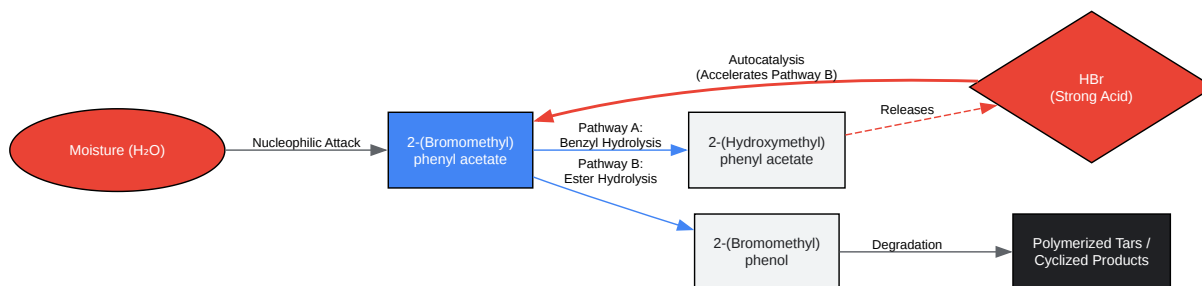 Autocatalysis
(Accelerates Pathway B)
HBr
(Strong Acid)
Releases
Moisture (H₂O)
Nucleophilic Attack
2-(Bromomethyl)
phenyl acetate
Pathway A:
Benzyl Hydrolysis
2-(Hydroxymethyl)
phenyl acetate
Pathway B:
Ester Hydrolysis
2-(Bromomethyl)
phenol
Degradation
Polymerized Tars /
Cyclized Products